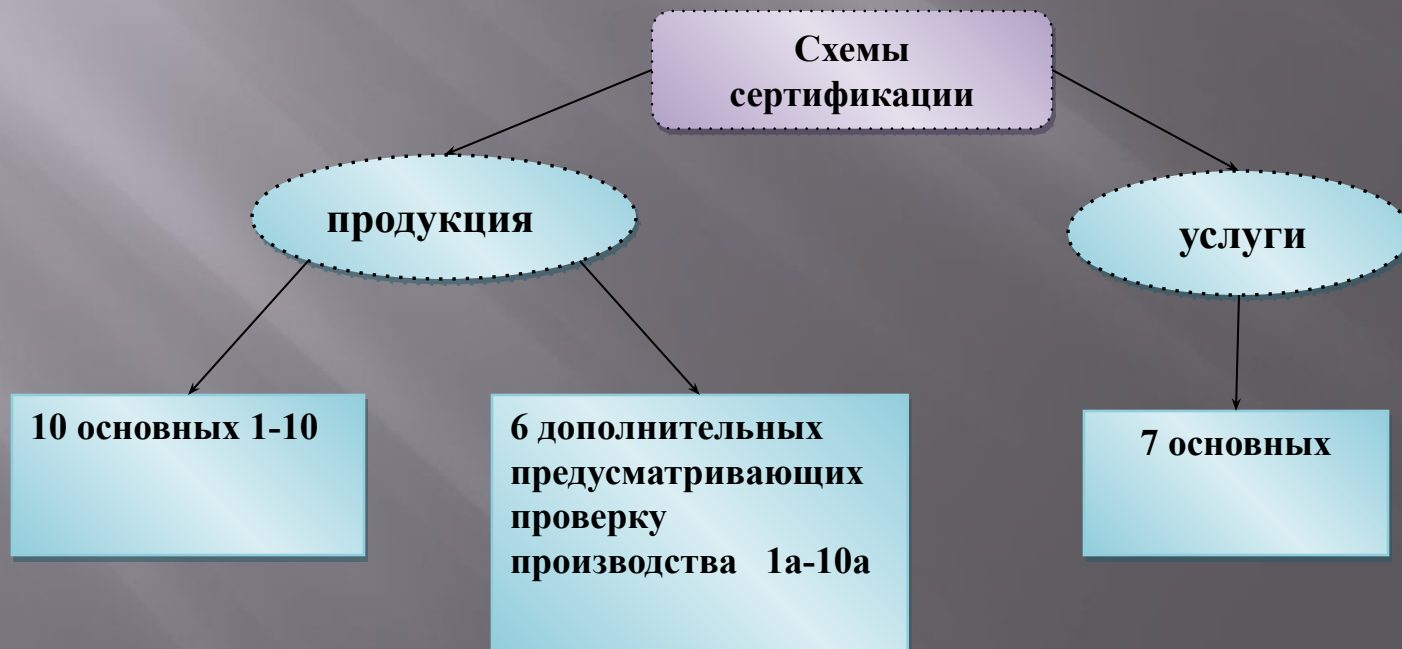 Схемы
сертификации
продукция
услуги
10 основных 1-10
6 дополнительных
предусматривающих
проверку
производства 1а-10а
7 основных